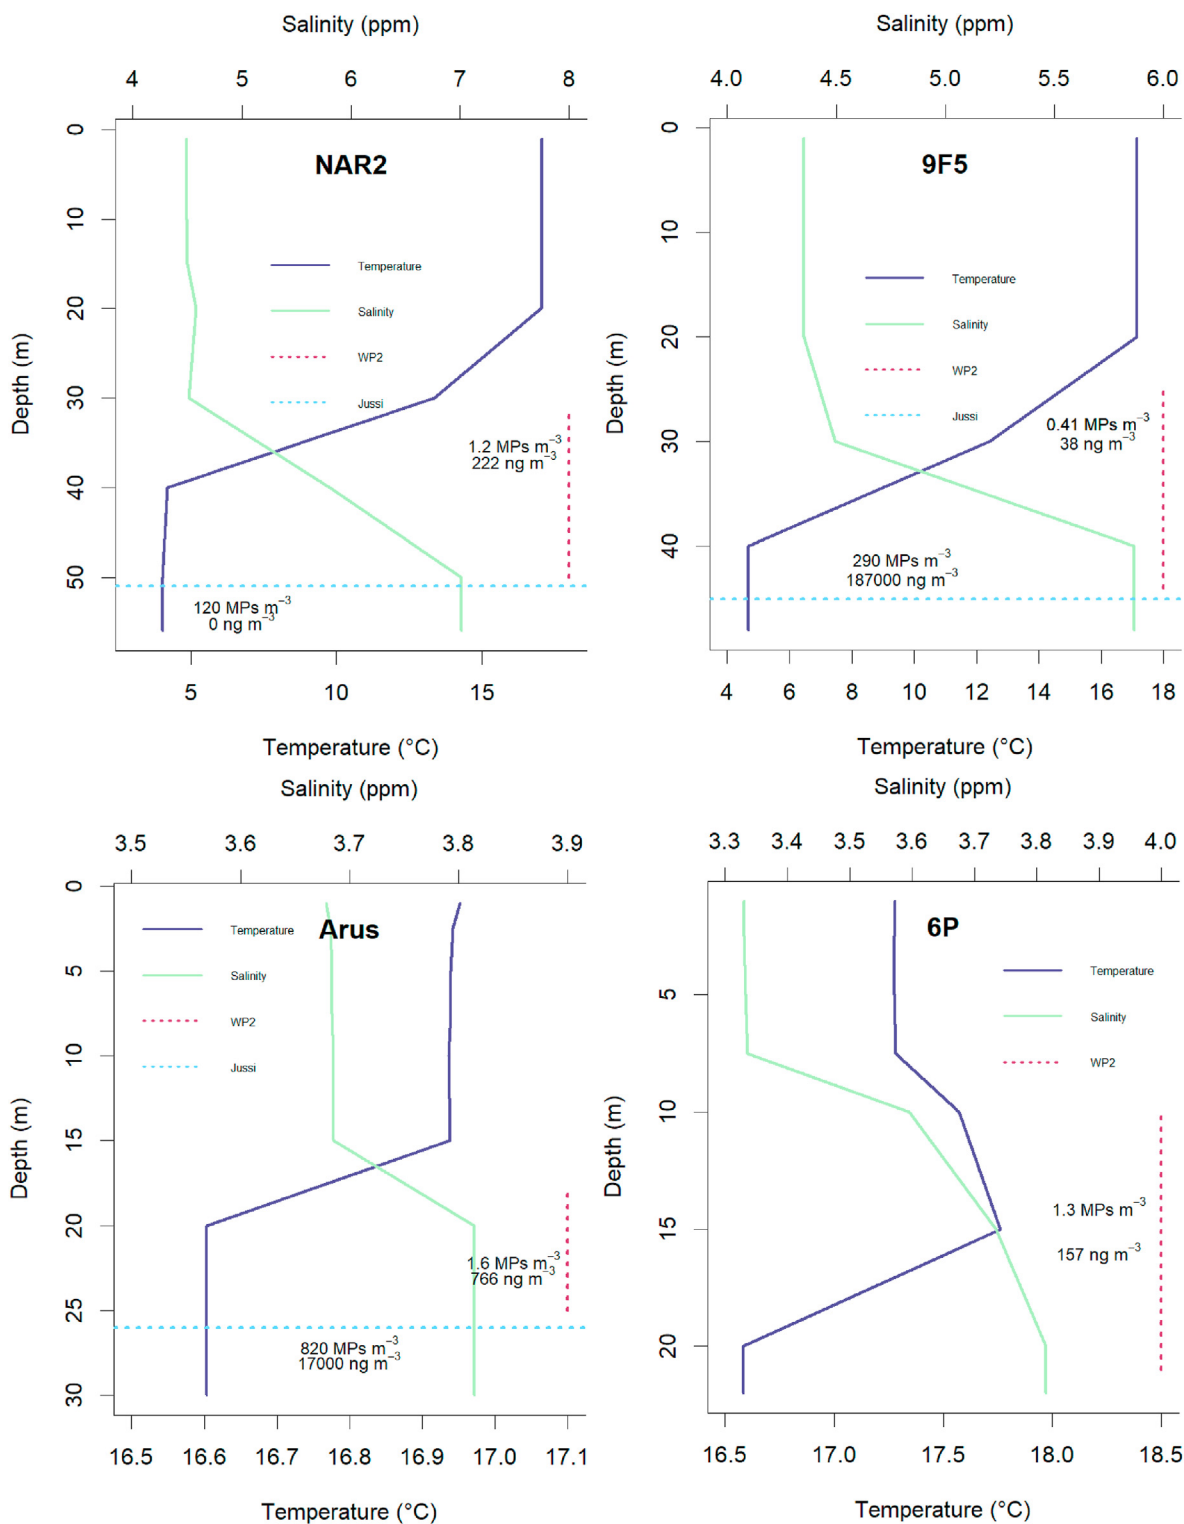 Salinity (ppm)
4 5 6 7 8
NAR2
Depth (m)
0
10
20
30
40
50
Temperature
Salinity
WP2
Jussi
1.2 MPs m⁻³
222 ng m⁻³
120 MPs m⁻³
0 ng m⁻³
5 10 15
Temperature (°C)
Salinity (ppm)
4.0 4.5 5.0 5.5 6.0
9F5
Depth (m)
0
10
20
30
40
Temperature
Salinity
WP2
Jussi
0.41 MPs m⁻³
38 ng m⁻³
290 MPs m⁻³
187000 ng m⁻³
4 6 8 10 12 14 16 18
Temperature (°C)
Salinity (ppm)
3.5 3.6 3.7 3.8 3.9
Arus
Depth (m)
0
5
10
15
20
25
30
Temperature
Salinity
WP2
Jussi
1.6 MPs m⁻³
766 ng m⁻³
820 MPs m⁻³
17000 ng m⁻³
16.5 16.6 16.7 16.8 16.9 17.0 17.1
Temperature (°C)
Salinity (ppm)
3.3 3.4 3.5 3.6 3.7 3.8 3.9 4.0
6P
Depth (m)
5
10
15
20
Temperature
Salinity
WP2
1.3 MPs m⁻³
157 ng m⁻³
16.5 17.0 17.5 18.0 18.5
Temperature (°C)